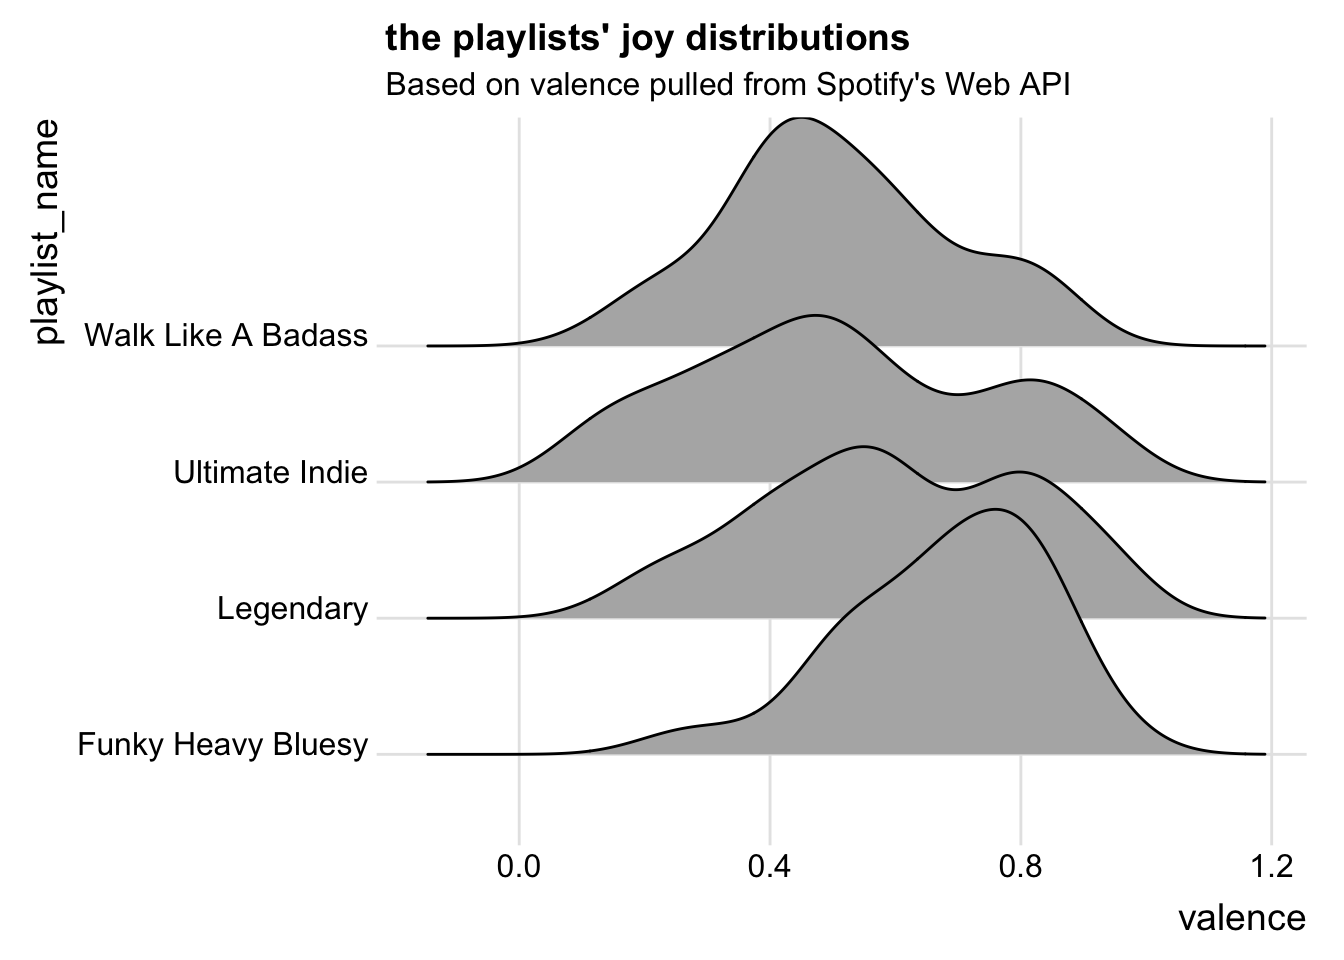 the playlists' joy distributions
Based on valence pulled from Spotify's Web API
playlist_name
Walk Like A Badass
Ultimate Indie
Legendary
Funky Heavy Bluesy
0.0 0.4 0.8 1.2
valence